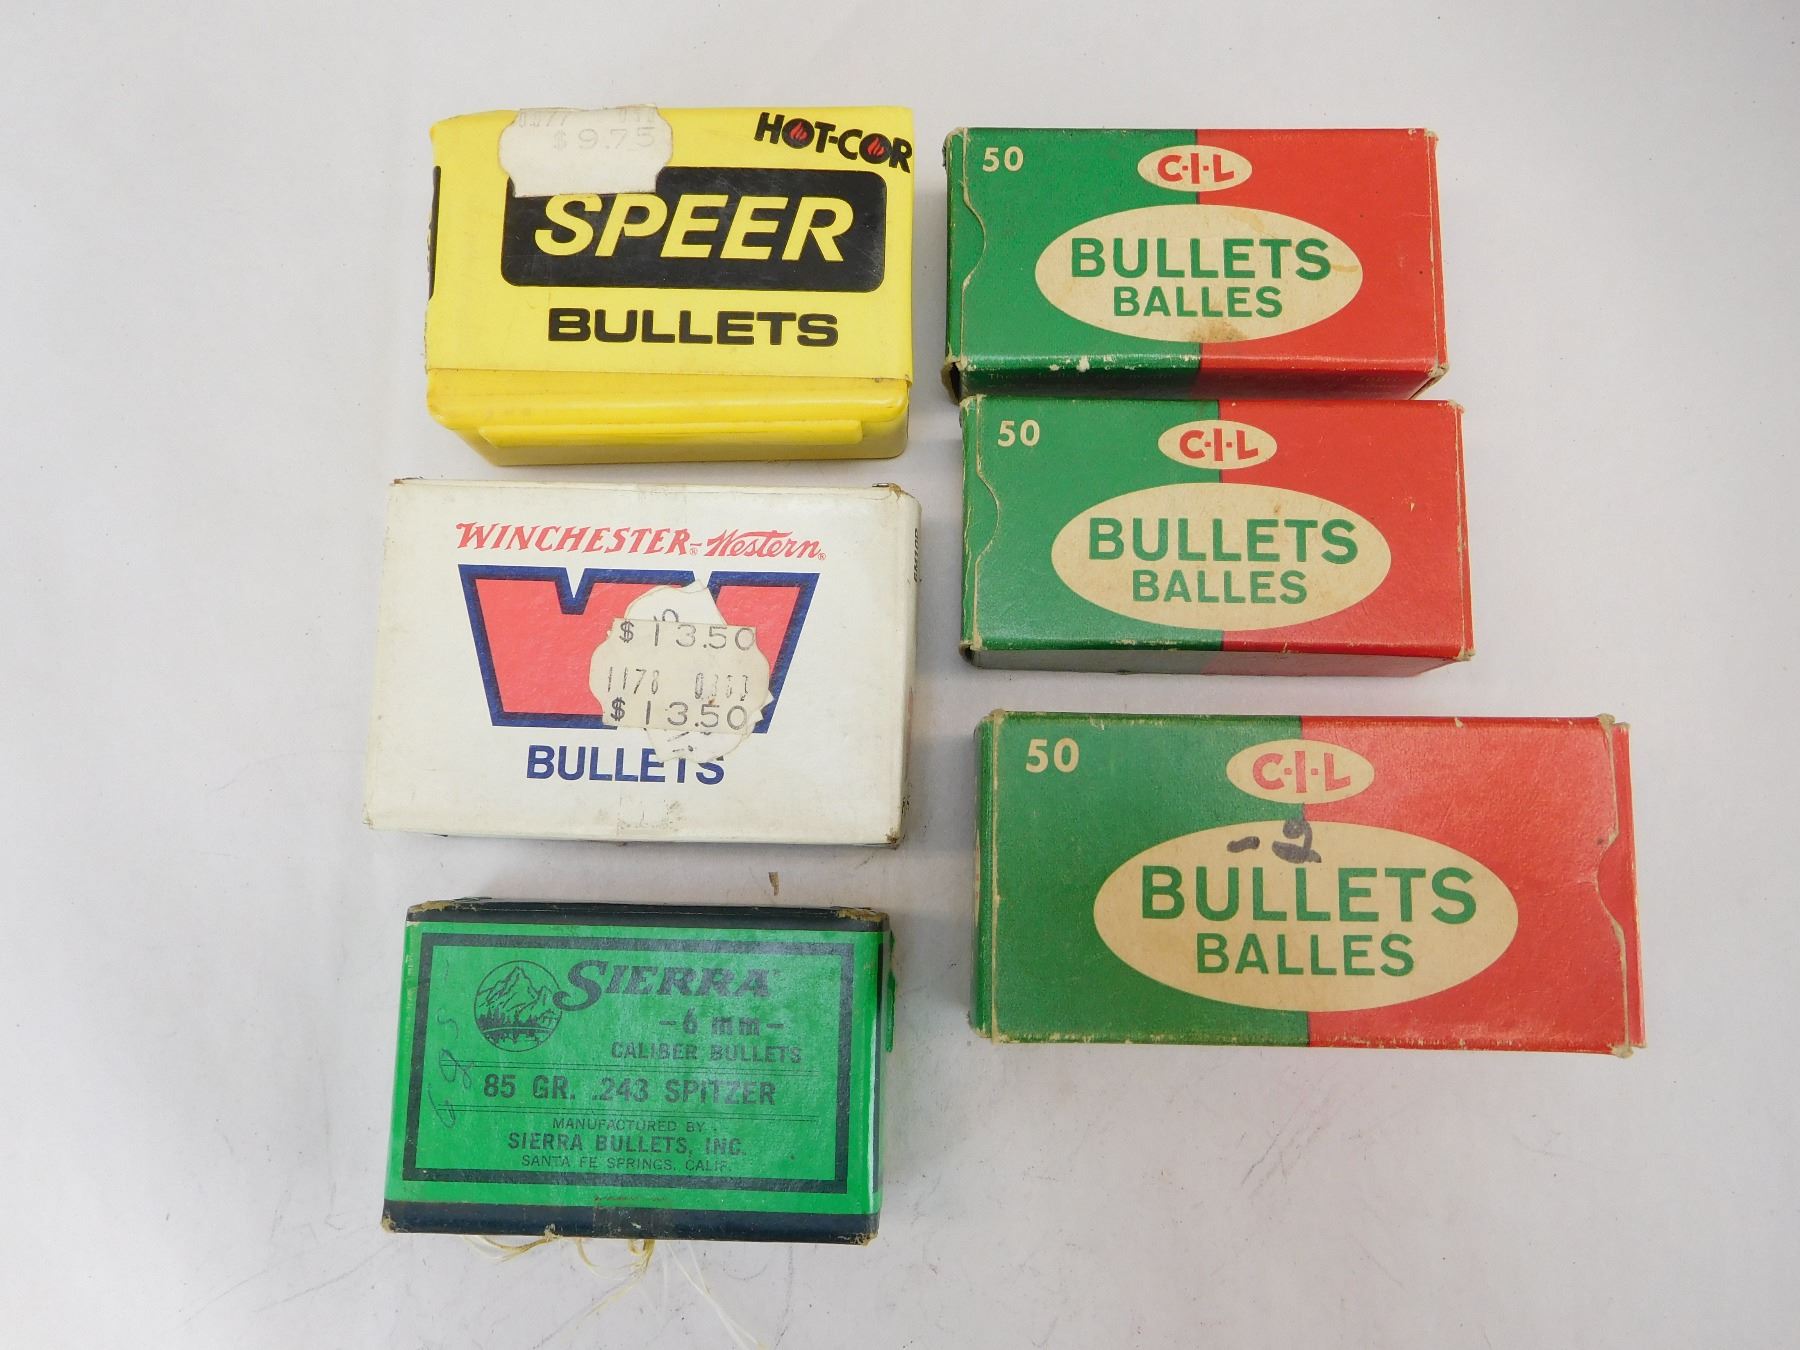 $9.75
HOT-COR
SPEER
BULLETS
WINCHESTER-Western
$13.50
1178
$13.50
BULLETS
SIERRA
-6 mm-
CALIBER BULLETS
85 GR. .243 SPITZER
MANUFACTURED BY
SIERRA BULLETS, INC.
SANTA FE SPRINGS, CALIF.
50
C·I·L
BULLETS
BALLES
50
C·I·L
BULLETS
BALLES
50
C·I·L
-2
BULLETS
BALLES